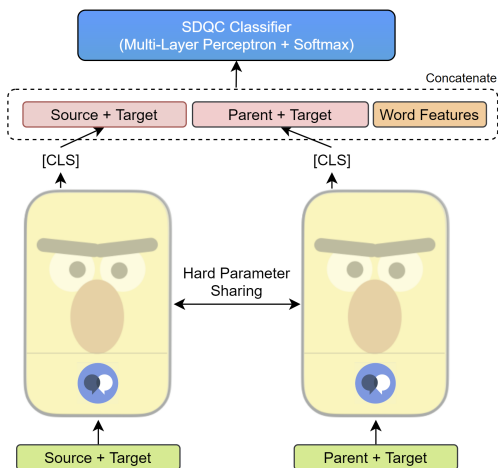 SDQC Classifier
(Multi-Layer Perceptron + Softmax)
Concatenate
Source + Target
Parent + Target
Word Features
[CLS]
[CLS]
Hard Parameter
Sharing
Source + Target
Parent + Target